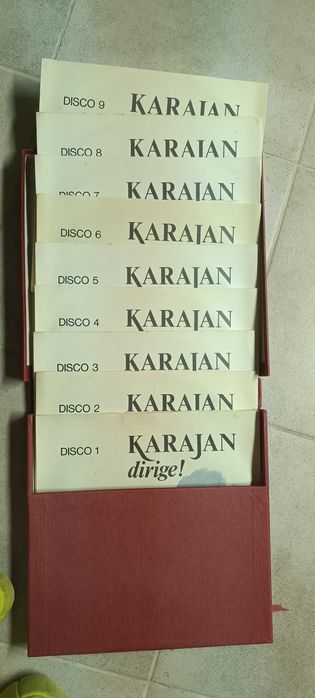 DISCO 9 KARAJAN
DISCO 8 KARAJAN
DISCO 7 KARAJAN
DISCO 6 KARAJAN
DISCO 5 KARAJAN
DISCO 4 KARAJAN
DISCO 3 KARAJAN
DISCO 2 KARAJAN
DISCO 1 KARAJAN
dirige!